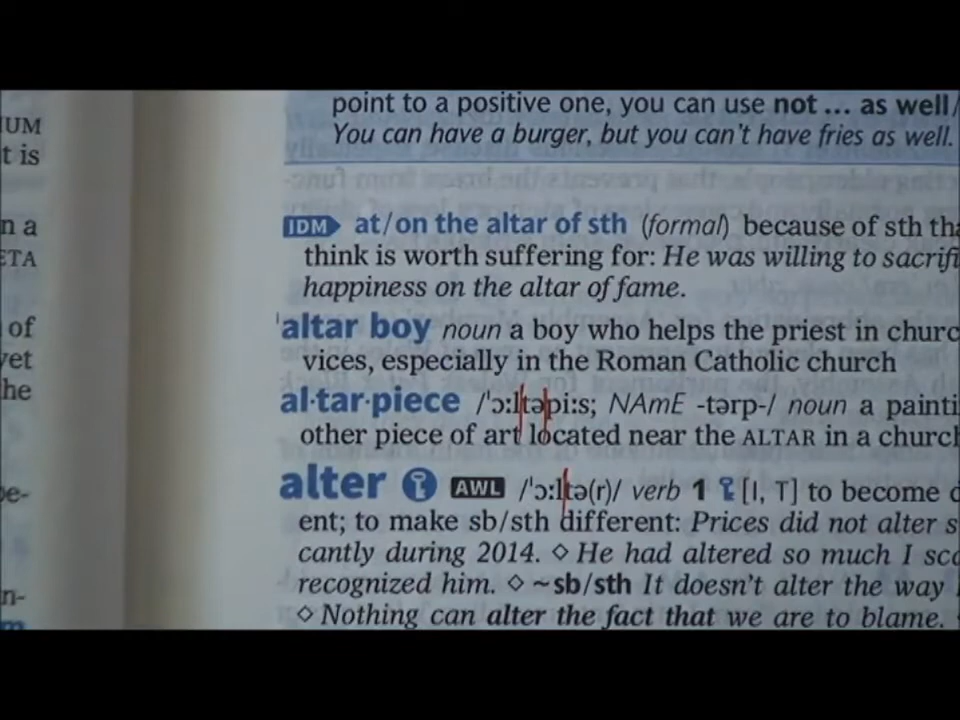 IUM
t is
n a
ETA
of
yet
he
pe-
n-
point to a positive one, you can use not ... as well/
You can have a burger, but you can't have fries as well.
IDM at/on the altar of sth (formal) because of sth tha
think is worth suffering for: He was willing to sacrifi
happiness on the altar of fame.
ˈaltar boy noun a boy who helps the priest in churc
vices, especially in the Roman Catholic church
al·tar·piece /ˈɔːltəpiːs; NAmE -tərp-/ noun a painti
other piece of art located near the ALTAR in a church
alter AWL /ˈɔːltə(r)/ verb 1 [I, T] to become d
ent; to make sb/sth different: Prices did not alter s
cantly during 2014. ◇ He had altered so much I sco
recognized him. ◇ ~sb/sth It doesn't alter the way
◇ Nothing can alter the fact that we are to blame.